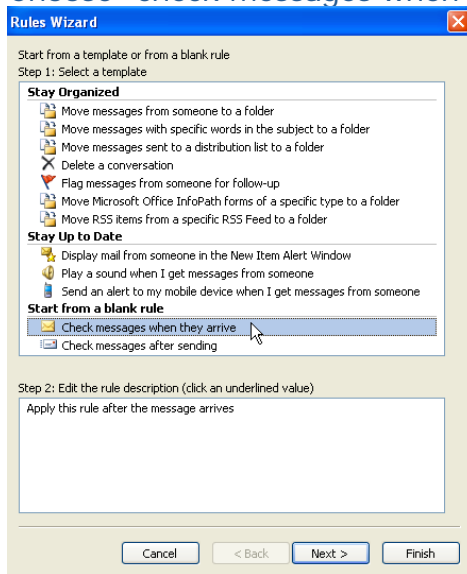 choose "check messages when
Rules Wizard
Start from a template or from a blank rule
Step 1: Select a template
Stay Organized
Move messages from someone to a folder
Move messages with specific words in the subject to a folder
Move messages sent to a distribution list to a folder
Delete a conversation
Flag messages from someone for follow-up
Move Microsoft Office InfoPath forms of a specific type to a folder
Move RSS items from a specific RSS Feed to a folder
Stay Up to Date
Display mail from someone in the New Item Alert Window
Play a sound when I get messages from someone
Send an alert to my mobile device when I get messages from someone
Start from a blank rule
Check messages when they arrive
Check messages after sending
Step 2: Edit the rule description (click an underlined value)
Apply this rule after the message arrives
Cancel < Back Next > Finish